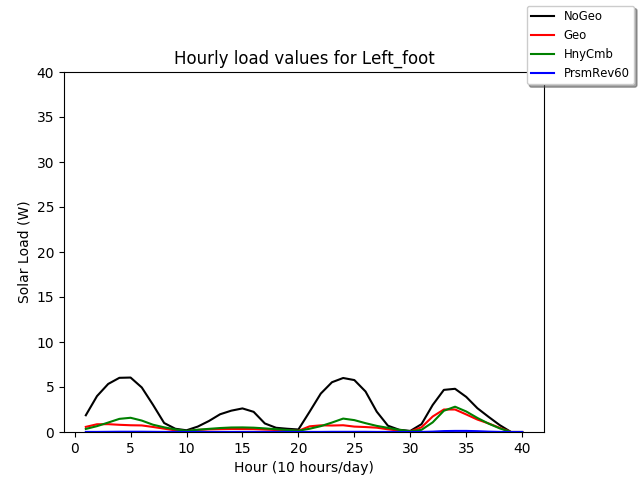 NoGeo
Geo
HnyCmb
PrsmRev60
Hourly load values for Left_foot
40
35
30
25
20
15
10
5
0
Solar Load (W)
0 5 10 15 20 25 30 35 40
Hour (10 hours/day)